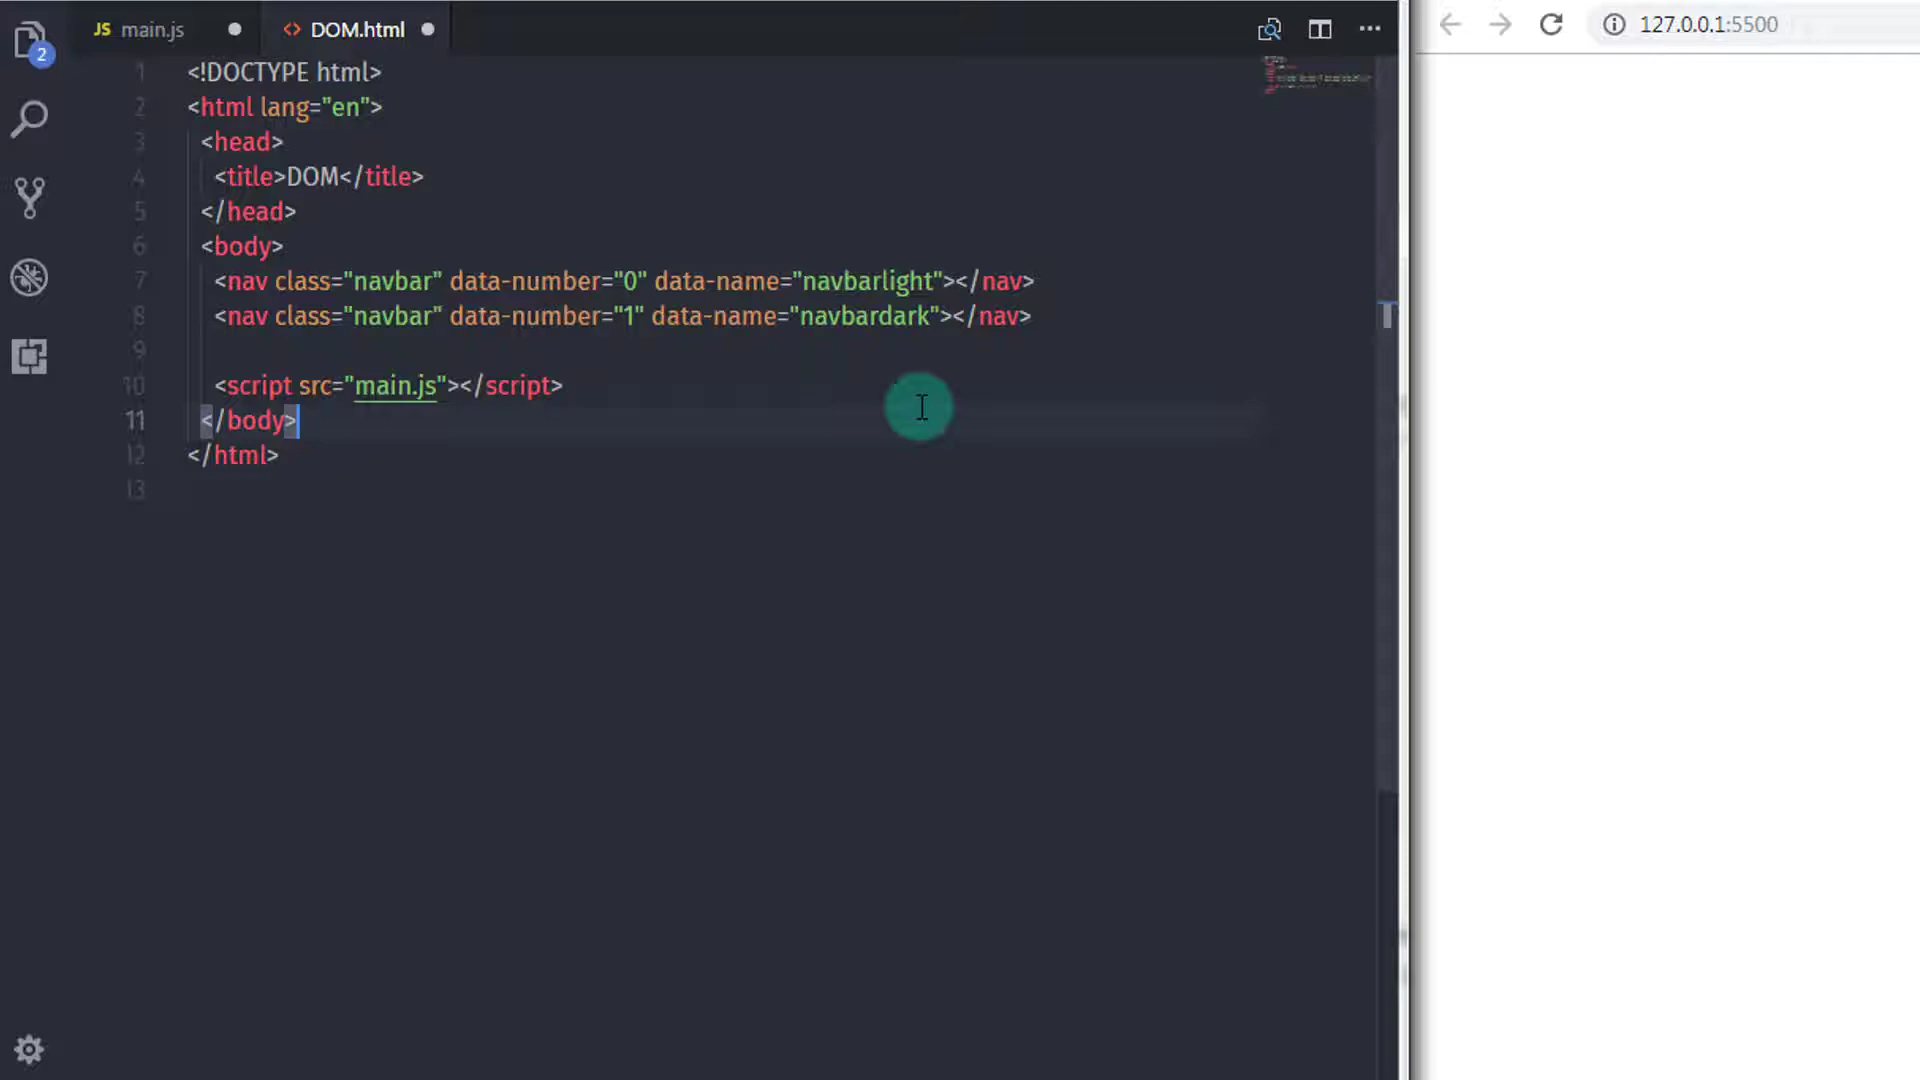 JS main.js
<> DOM.html
127.0.0.1:5500
2
1 <!DOCTYPE html>
2 <html lang="en">
3 <head>
4 <title>DOM</title>
5 </head>
6 <body>
7 <nav class="navbar" data-number="0" data-name="navbarlight"></nav>
8 <nav class="navbar" data-number="1" data-name="navbardark"></nav>
9
10 <script src="main.js"></script>
11 </body>
12 </html>
13